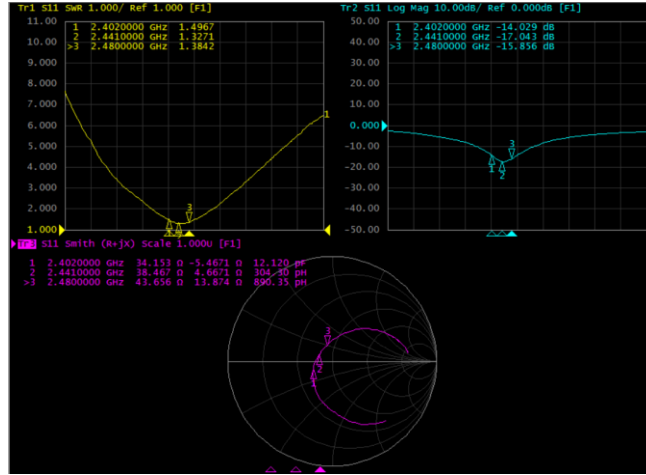 Tr1 S11 SWR 1.000/ Ref 1.000 [F1]
11.00
10.00
9.000
8.000
7.000
6.000
5.000
4.000
3.000
2.000
1.000
1 2.4020000 GHz 1.4967
2 2.4410000 GHz 1.3271
>3 2.4800000 GHz 1.3842
1
3
Tr2 S11 Log Mag 10.00dB/ Ref 0.000dB [F1]
50.00
40.00
30.00
20.00
10.00
0.000
-10.00
-20.00
-30.00
-40.00
-50.00
1 2.4020000 GHz -14.029 dB
2 2.4410000 GHz -17.043 dB
>3 2.4800000 GHz -15.856 dB
3
1
2
Tr3 S11 Smith (R+jX) Scale 1.000U [F1]
1 2.4020000 GHz 34.153 Ω -5.4671 Ω 12.120 pF
2 2.4410000 GHz 38.467 Ω 4.6671 Ω 304.30 pH
>3 2.4800000 GHz 43.656 Ω 13.874 Ω 890.35 pH
3